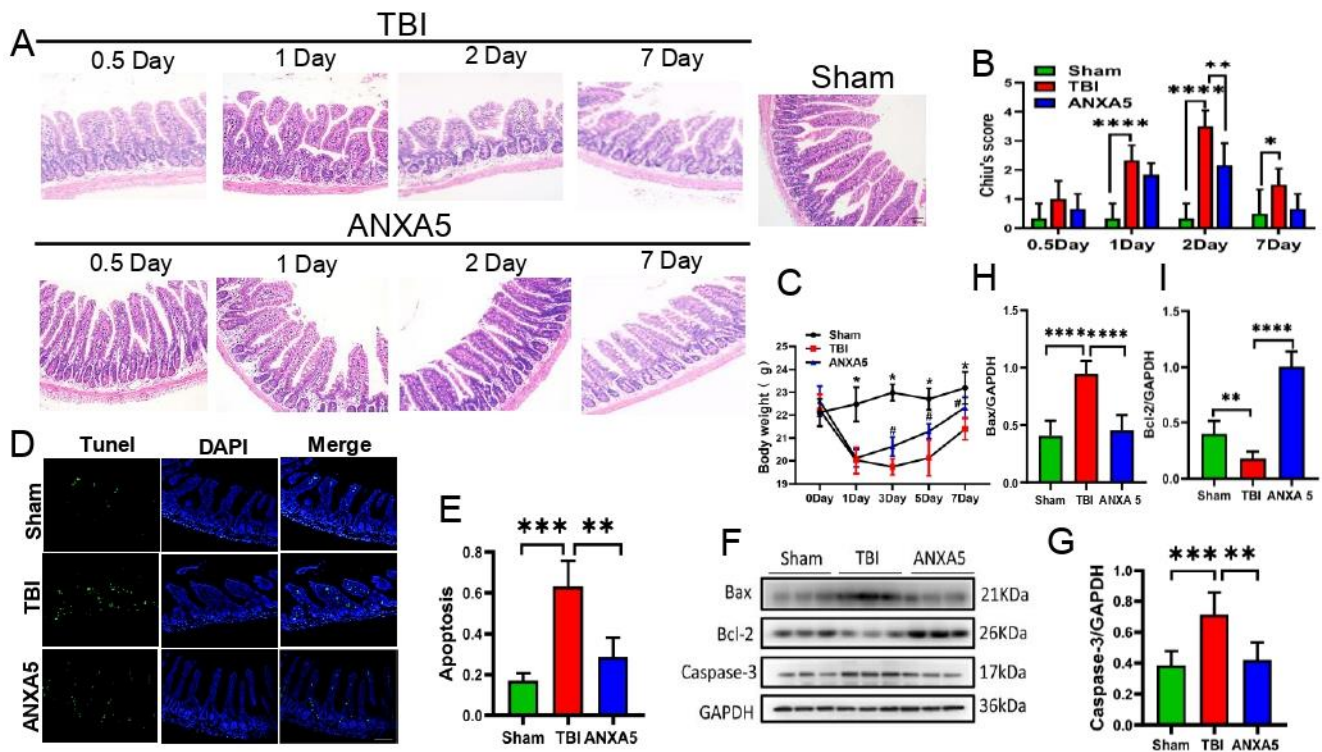 A
TBI
0.5 Day 1 Day 2 Day 7 Day
Sham
ANXA5
0.5 Day 1 Day 2 Day 7 Day
B
Sham
TBI
ANXA5
**
****
****
*
Chiu's score
5
4
3
2
1
0
0.5Day 1Day 2Day 7Day
C
Sham
TBI
ANXA5
Body weight ( g)
24
23
22
21
20
19
* * * *
# # #
0Day 1Day 3Day 5Day 7Day
H
Bax/GAPDH
1.5
1.0
0.5
0.0
**** ****
Sham TBI ANXA5
I
Bcl-2/GAPDH
1.5
1.0
0.5
0.0
** ****
Sham TBI ANXA 5
D
Tunel DAPI Merge
Sham
TBI
ANXA5
E
Apoptosis
0.8
0.6
0.4
0.2
0.0
*** **
Sham TBI ANXA5
F
Sham TBI ANXA5
Bax 21KDa
Bcl-2 26KDa
Caspase-3 17kDa
GAPDH 36kDa
G
Caspase-3/GAPDH
1.0
0.8
0.6
0.4
0.2
0.0
*** **
Sham TBI ANXA5